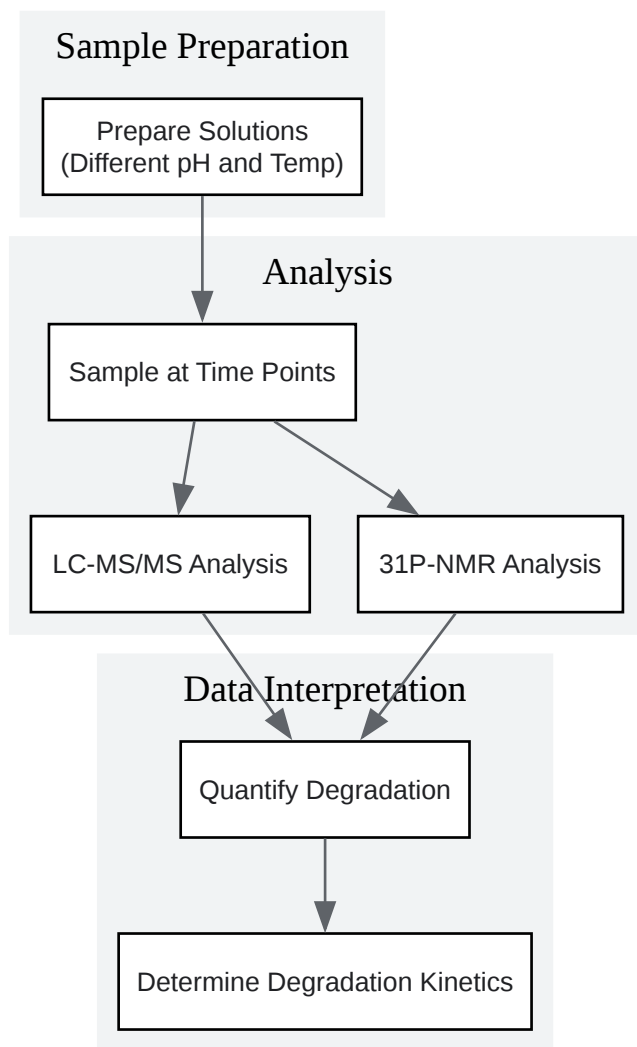 Sample Preparation
Prepare Solutions
(Different pH and Temp)
Analysis
Sample at Time Points
LC-MS/MS Analysis
31P-NMR Analysis
Data Interpretation
Quantify Degradation
Determine Degradation Kinetics